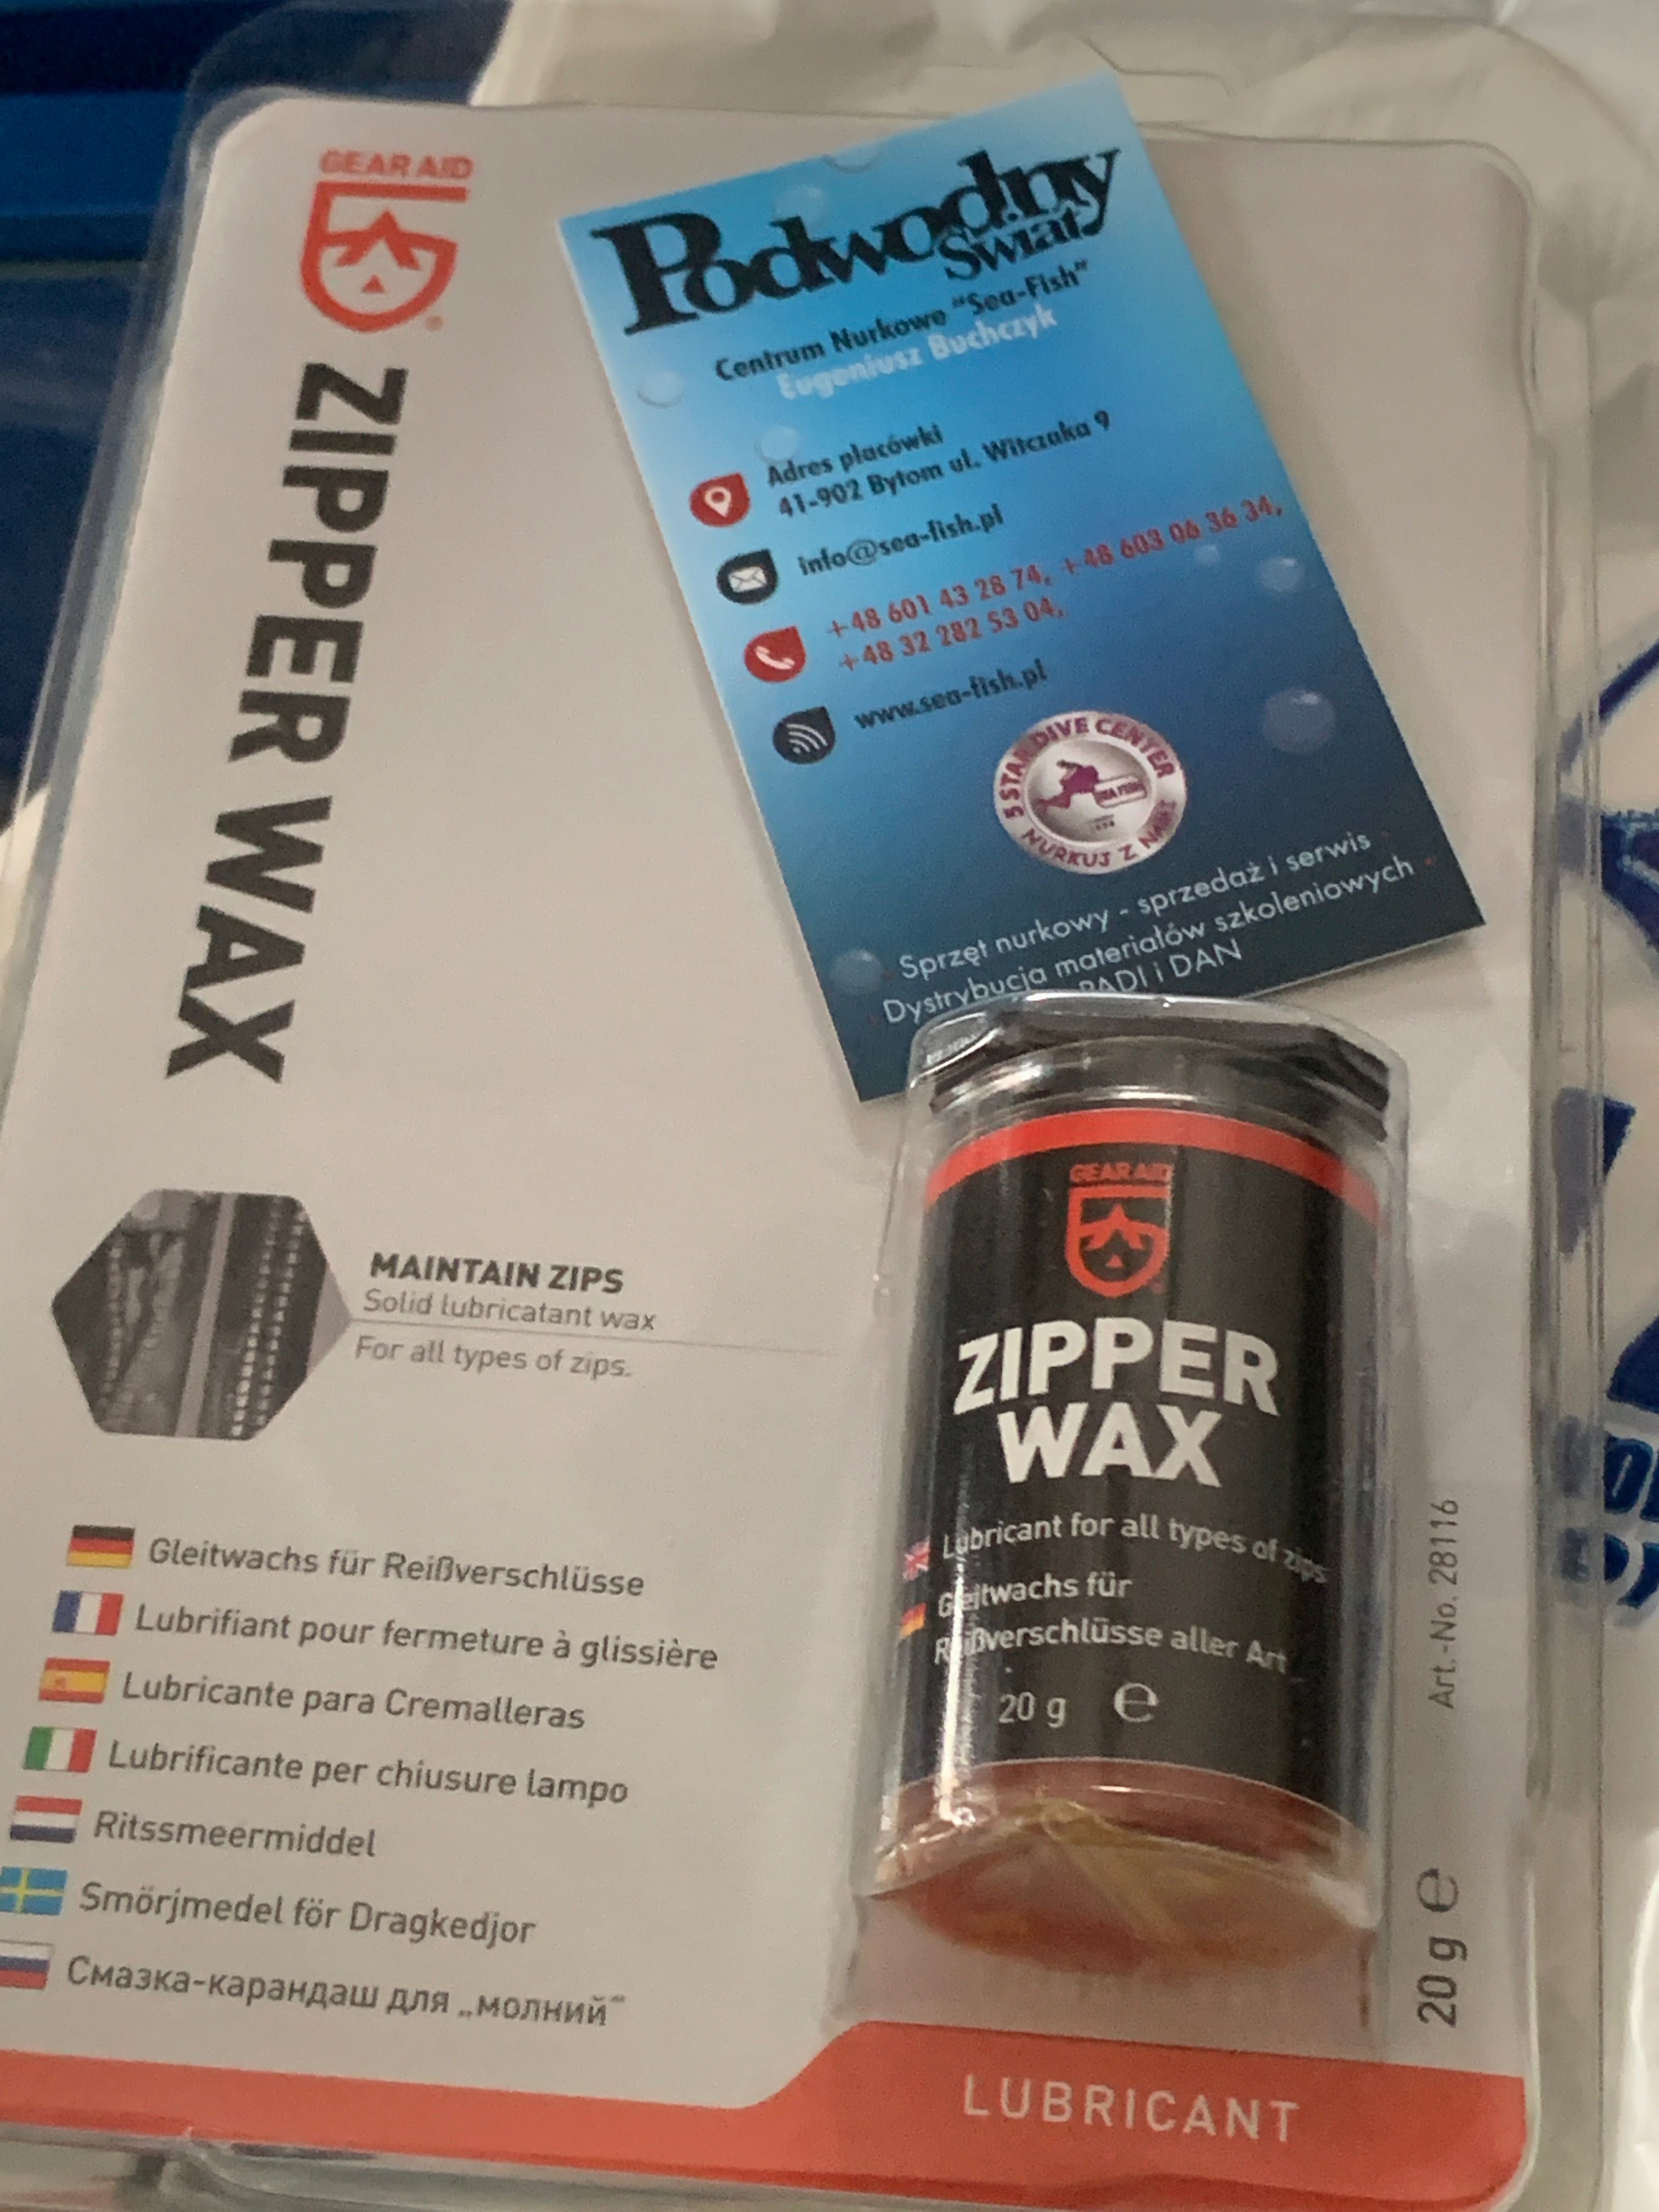 GEAR AID
ZIPPER WAX
Podwodny
Świat
Centrum Nurkowe "Sea-Fish"
Eugeniusz Buchczyk
Adres placówki
41-902 Bytom ul. Witczaka 9
info@sea-fish.pl
+48 601 43 28 74, +48 603 06 36 34,
+48 32 282 53 04,
www.sea-fish.pl
5 STAR DIVE CENTER
SEA FISH
NURKUJ Z NAMI
Sprzęt nurkowy - sprzedaż i serwis
Dystrybucja materiałów szkoleniowych
PADI i DAN
MAINTAIN ZIPS
Solid lubricatant wax
For all types of zips.
Gleitwachs für Reißverschlüsse
Lubrifiant pour fermeture à glissière
Lubricante para Cremalleras
Lubrificante per chiusure lampo
Ritssmeermiddel
Smörjmedel för Dragkedjor
Смазка-карандаш для „молний“
GEAR AID
ZIPPER
WAX
Lubricant for all types of zips
Gleitwachs für
Reißverschlüsse aller Art
20 g ℮
Art.-No. 28116
20 g ℮
LUBRICANT